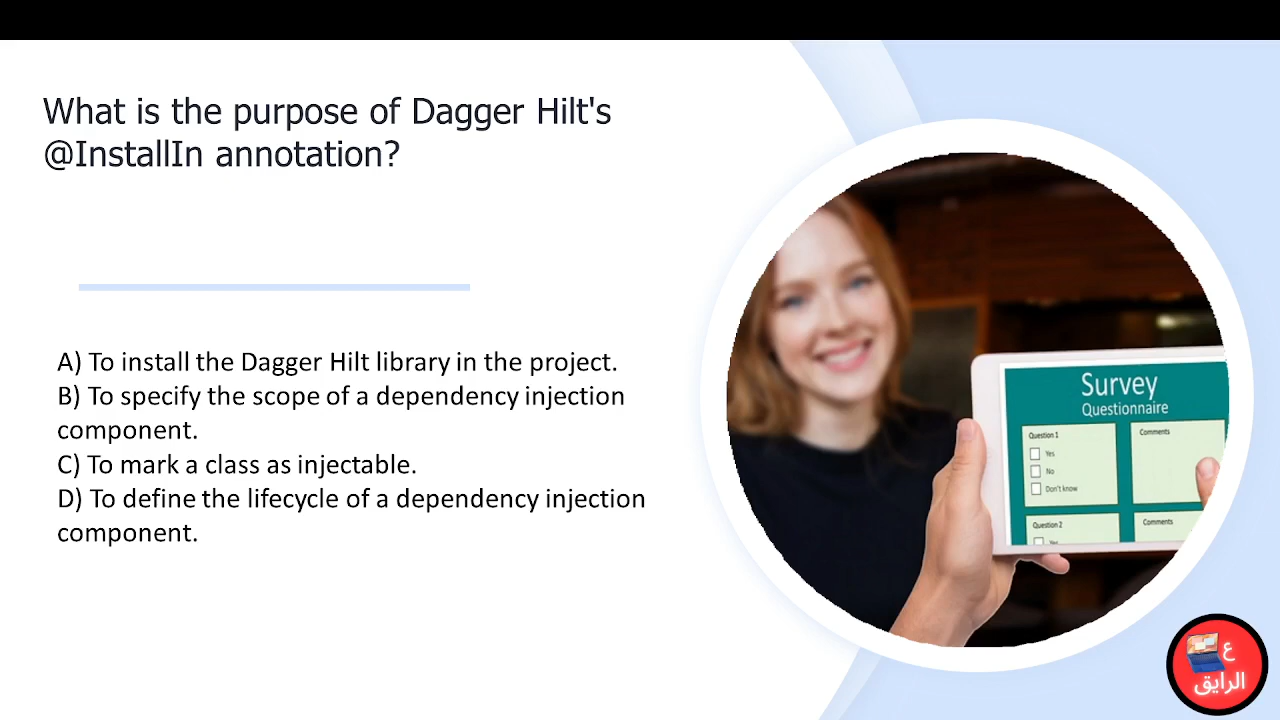 What is the purpose of Dagger Hilt's
@InstallIn annotation?
A) To install the Dagger Hilt library in the project.
B) To specify the scope of a dependency injection
component.
C) To mark a class as injectable.
D) To define the lifecycle of a dependency injection
component.
Survey
Questionnaire
Question 1
Comments
Yes
No
Don't know
Question 2
Comments
Yes
ع
الرايق